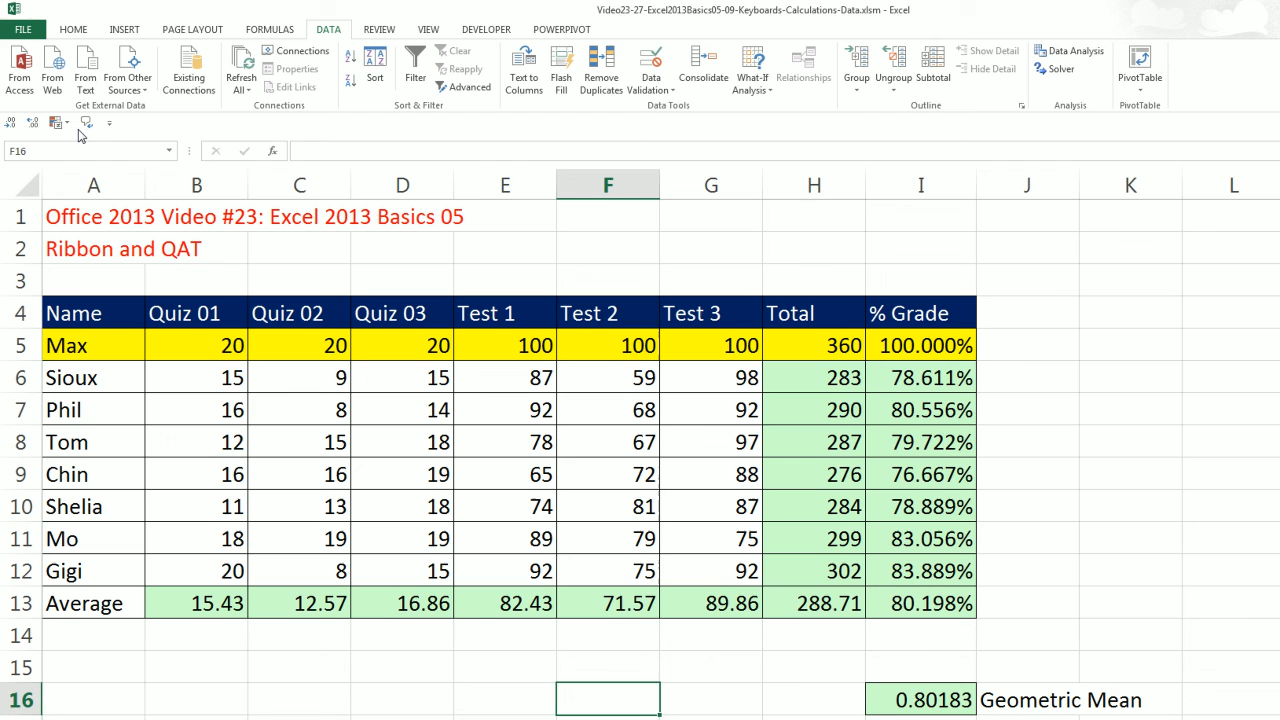 Video23-27-Excel2013Basics05-09-Keyboards-Calculations-Data.xlsm - Excel
FILE HOME INSERT PAGE LAYOUT FORMULAS DATA REVIEW VIEW DEVELOPER POWERPIVOT
From Access From Web From Text From Other Sources Existing Connections Refresh All Connections Properties Edit Links Sort Filter Clear Reapply Advanced Text to Columns Flash Fill Remove Duplicates Data Validation Consolidate What-If Analysis Relationships Group Ungroup Subtotal Show Detail Hide Detail Data Analysis Solver PivotTable
Get External Data Connections Sort & Filter Data Tools Outline Analysis PivotTable
F16 fx
A B C D E F G H I J K L
1 Office 2013 Video #23: Excel 2013 Basics 05
2 Ribbon and QAT
3
4 Name Quiz 01 Quiz 02 Quiz 03 Test 1 Test 2 Test 3 Total % Grade
5 Max 20 20 20 100 100 100 360 100.000%
6 Sioux 15 9 15 87 59 98 283 78.611%
7 Phil 16 8 14 92 68 92 290 80.556%
8 Tom 12 15 18 78 67 97 287 79.722%
9 Chin 16 16 19 65 72 88 276 76.667%
10 Shelia 11 13 18 74 81 87 284 78.889%
11 Mo 18 19 19 89 79 75 299 83.056%
12 Gigi 20 8 15 92 75 92 302 83.889%
13 Average 15.43 12.57 16.86 82.43 71.57 89.86 288.71 80.198%
14
15
16 0.80183 Geometric Mean